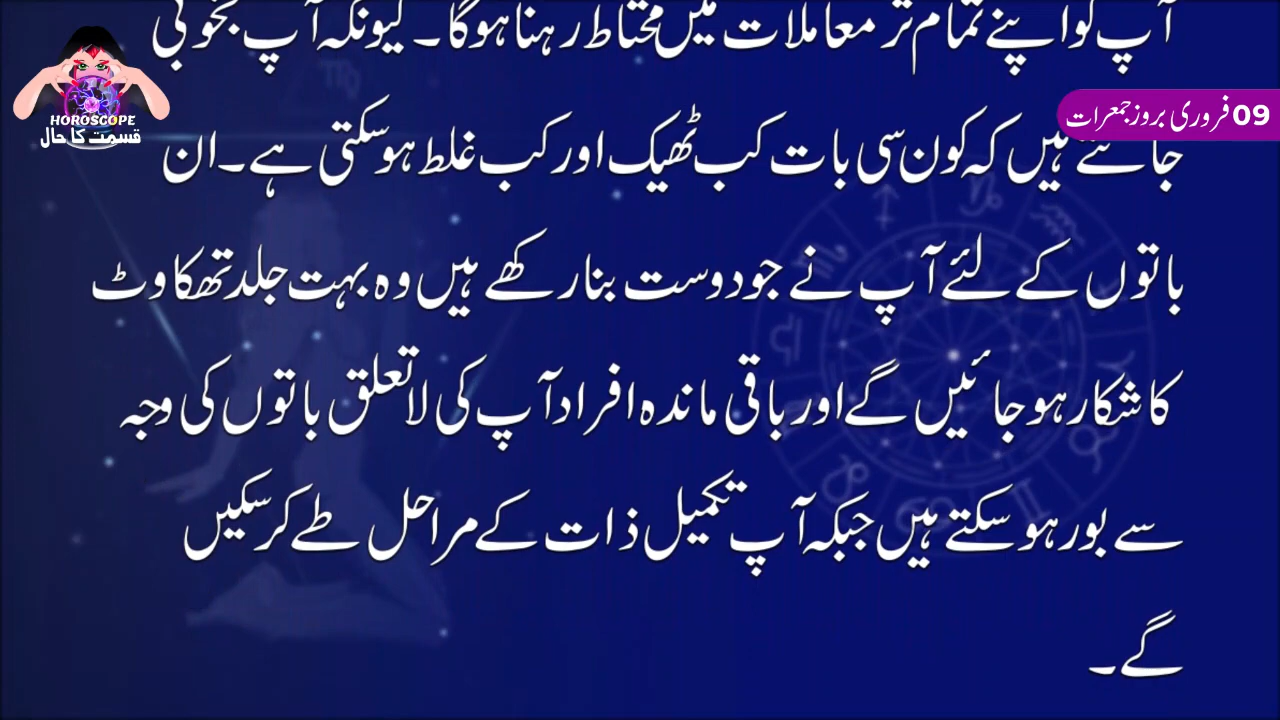 آپ کو اپنے تمام تر معاملات میں محتاط رہنا ہوگا۔ کیونکہ آپ بخوبی
جانتے ہیں کہ کون سی بات کب ٹھیک اور کب غلط ہو سکتی ہے۔ ان
باتوں کے لئے آپ نے جو دوست بنا رکھے ہیں وہ بہت جلد تھکاوٹ
کا شکار ہو جائیں گے اور باقی ماندہ افراد آپ کی لاتعلق باتوں کی وجہ
سے بور ہو سکتے ہیں جبکہ آپ تکمیل ذات کے مراحل طے کر سکیں
گے۔
09 فروری بروز جمعرات
HOROSCOPE
قسمت کا حال